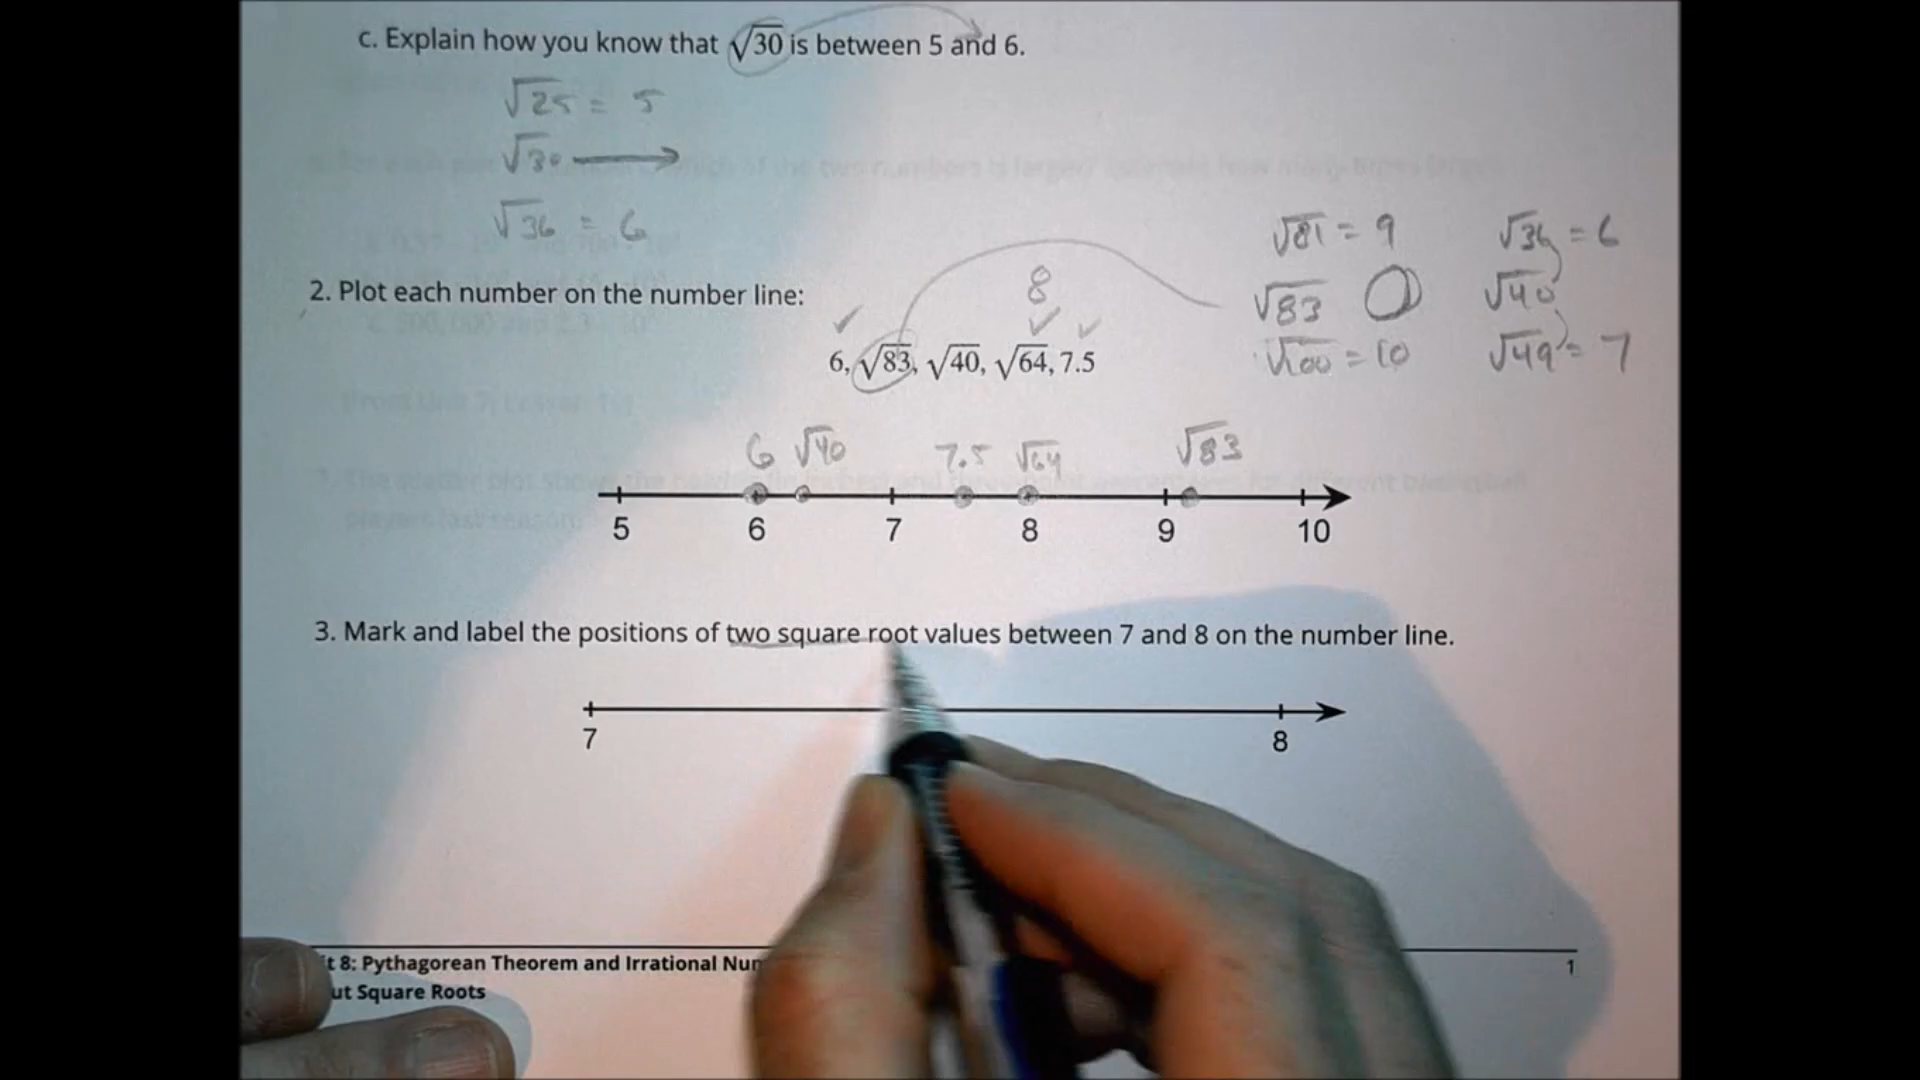 c. Explain how you know that √30 is between 5 and 6.
√25 = 5
√30 →
√36 = 6
√81 = 9 √36 = 6
√83 √40
√100 = 10 √49 = 7
2. Plot each number on the number line:
8
6, √83, √40, √64, 7.5
6 √40 7.5 √64 √83
5 6 7 8 9 10
3. Mark and label the positions of two square root values between 7 and 8 on the number line.
7 8
t 8: Pythagorean Theorem and Irrational Num
ut Square Roots
1